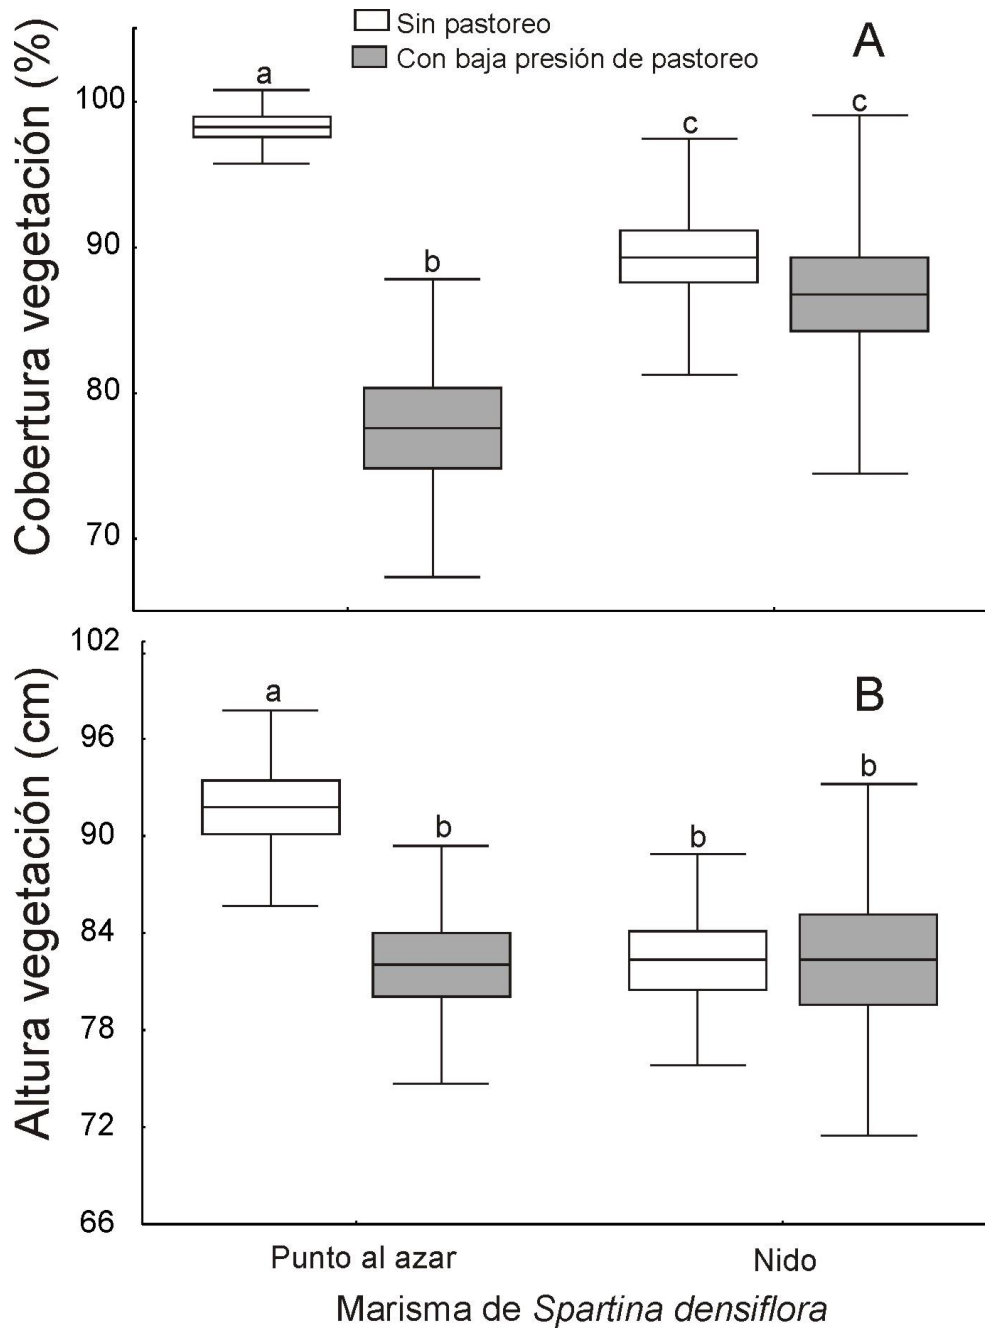 Sin pastoreo
Con baja presión de pastoreo
A
Cobertura vegetación (%)
100
90
80
70
a
b
c
c
B
Altura vegetación (cm)
102
96
90
84
78
72
66
a
b
b
b
Punto al azar
Nido
Marisma de Spartina densiflora